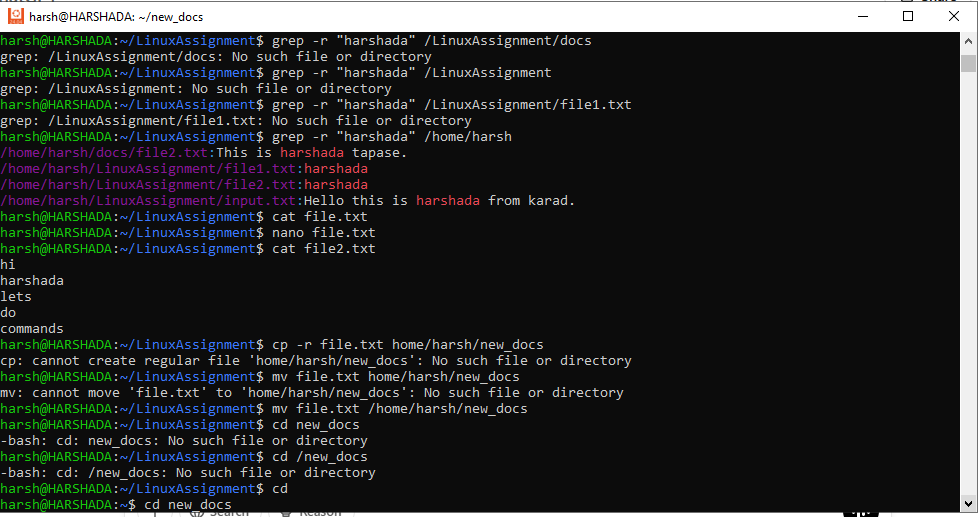 harsh@HARSHADA: ~/new_docs
harsh@HARSHADA:~/LinuxAssignment$ grep -r "harshada" /LinuxAssignment/docs
grep: /LinuxAssignment/docs: No such file or directory
harsh@HARSHADA:~/LinuxAssignment$ grep -r "harshada" /LinuxAssignment
grep: /LinuxAssignment: No such file or directory
harsh@HARSHADA:~/LinuxAssignment$ grep -r "harshada" /LinuxAssignment/file1.txt
grep: /LinuxAssignment/file1.txt: No such file or directory
harsh@HARSHADA:~/LinuxAssignment$ grep -r "harshada" /home/harsh
/home/harsh/docs/file2.txt:This is harshada tapase.
/home/harsh/LinuxAssignment/file1.txt:harshada
/home/harsh/LinuxAssignment/file2.txt:harshada
/home/harsh/LinuxAssignment/input.txt:Hello this is harshada from karad.
harsh@HARSHADA:~/LinuxAssignment$ cat file.txt
harsh@HARSHADA:~/LinuxAssignment$ nano file.txt
harsh@HARSHADA:~/LinuxAssignment$ cat file2.txt
hi
harshada
lets
do
commands
harsh@HARSHADA:~/LinuxAssignment$ cp -r file.txt home/harsh/new_docs
cp: cannot create regular file 'home/harsh/new_docs': No such file or directory
harsh@HARSHADA:~/LinuxAssignment$ mv file.txt home/harsh/new_docs
mv: cannot move 'file.txt' to 'home/harsh/new_docs': No such file or directory
harsh@HARSHADA:~/LinuxAssignment$ mv file.txt /home/harsh/new_docs
harsh@HARSHADA:~/LinuxAssignment$ cd new_docs
-bash: cd: new_docs: No such file or directory
harsh@HARSHADA:~/LinuxAssignment$ cd /new_docs
-bash: cd: /new_docs: No such file or directory
harsh@HARSHADA:~/LinuxAssignment$ cd
harsh@HARSHADA:~$ cd new_docs